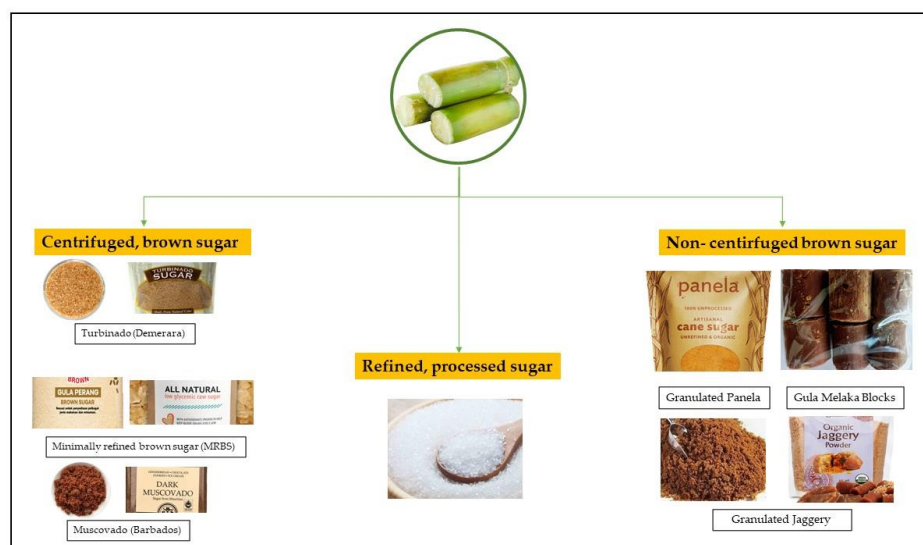 Centrifuged, brown sugar
TURBINADO
SUGAR
Turbinado (Demerara)
BROWN
GULA PERANG
BROWN SUGAR
ALL NATURAL
low glycemic raw sugar
Minimally refined brown sugar (MRBS)
DARK
MUSCOVADO
Muscovado (Barbados)
Refined, processed sugar
Non- centirfuged brown sugar
panela
100% UNPROCESSED
ARTISANAL
cane sugar
UNREFINED & ORGANIC
Granulated Panela
Gula Melaka Blocks
Organic
Jaggery
Powder
Granulated Jaggery